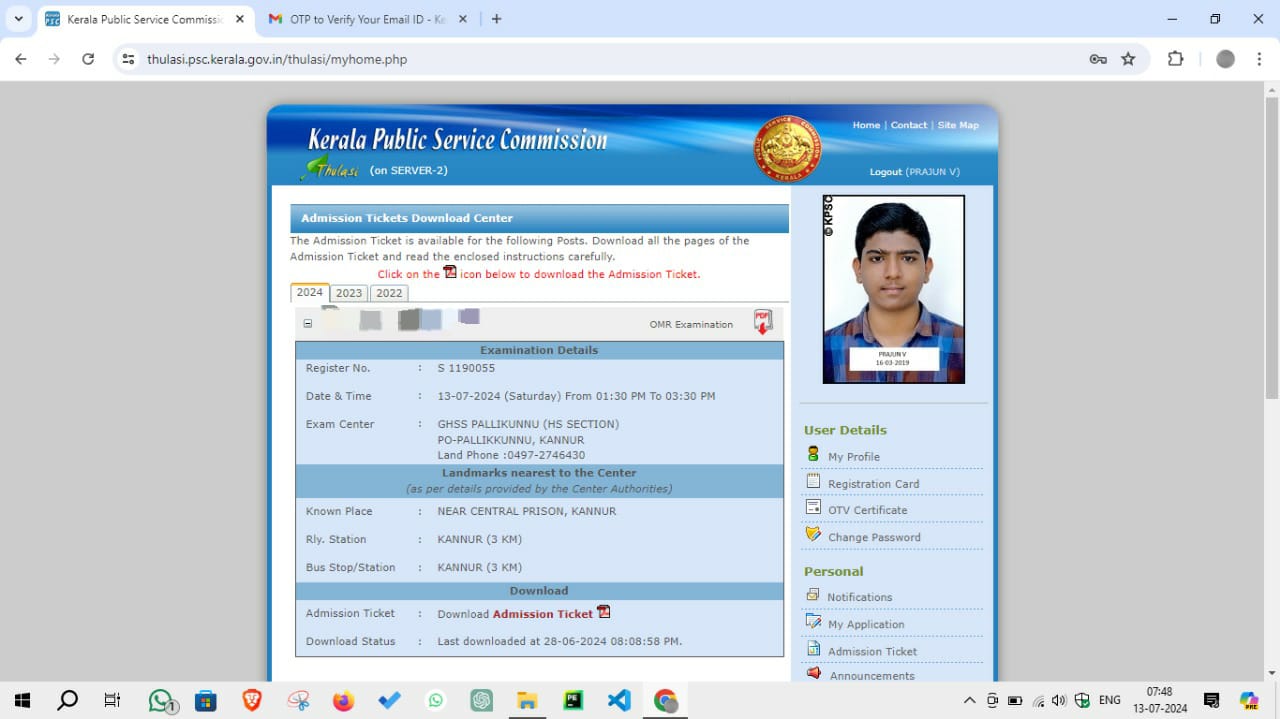 Kerala Public Service Commissi
OTP to Verify Your Email ID - Ke
thulasi.psc.kerala.gov.in/thulasi/myhome.php
Home | Contact | Site Map
Kerala Public Service Commission
Thulasi (on SERVER-2)
Logout (PRAJUN V)
Admission Tickets Download Center
The Admission Ticket is available for the following Posts. Download all the pages of the
Admission Ticket and read the enclosed instructions carefully.
Click on the icon below to download the Admission Ticket.
2024 2023 2022
OMR Examination PDF
Examination Details
Register No. : S 1190055
Date & Time : 13-07-2024 (Saturday) From 01:30 PM To 03:30 PM
Exam Center : GHSS PALLIKUNNU (HS SECTION)
PO-PALLIKKUNNU, KANNUR
Land Phone :0497-2746430
Landmarks nearest to the Center
(as per details provided by the Center Authorities)
Known Place : NEAR CENTRAL PRISON, KANNUR
Rly. Station : KANNUR (3 KM)
Bus Stop/Station : KANNUR (3 KM)
Download
Admission Ticket : Download Admission Ticket
Download Status : Last downloaded at 28-06-2024 08:08:58 PM.
© KPSC
PRAJUN V
16-03-2019
User Details
My Profile
Registration Card
OTV Certificate
Change Password
Personal
Notifications
My Application
Admission Ticket
Announcements
1
ENG
07:48
13-07-2024
PRE